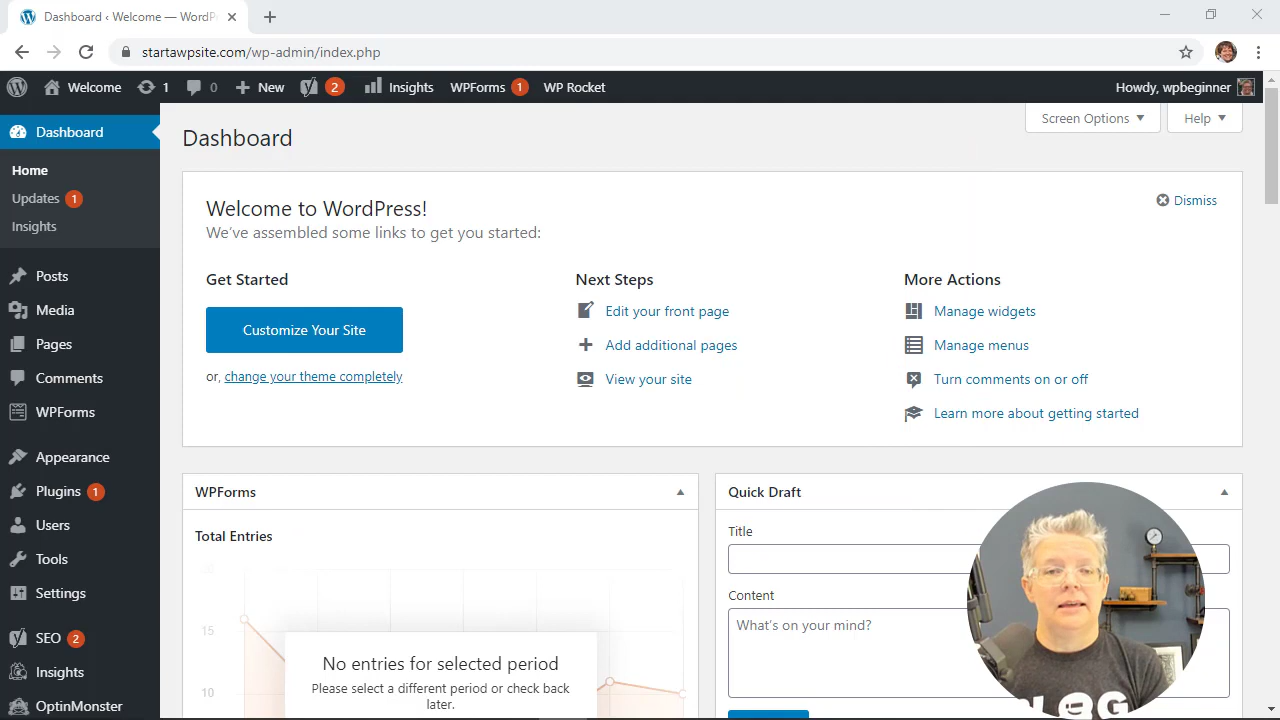 Dashboard ‹ Welcome — WordP
startawpsite.com/wp-admin/index.php
Welcome 1 0 New 2 Insights WPForms 1 WP Rocket Howdy, wpbeginner
Dashboard
Home
Updates 1
Insights
Posts
Media
Pages
Comments
WPForms
Appearance
Plugins 1
Users
Tools
Settings
SEO 2
Insights
OptinMonster
Screen Options Help
Dashboard
Welcome to WordPress!
We've assembled some links to get you started:
Dismiss
Get Started
Customize Your Site
or, change your theme completely
Next Steps
Edit your front page
Add additional pages
View your site
More Actions
Manage widgets
Manage menus
Turn comments on or off
Learn more about getting started
WPForms
Total Entries
15
10
No entries for selected period
Please select a different period or check back
later.
Quick Draft
Title
Content
What's on your mind?